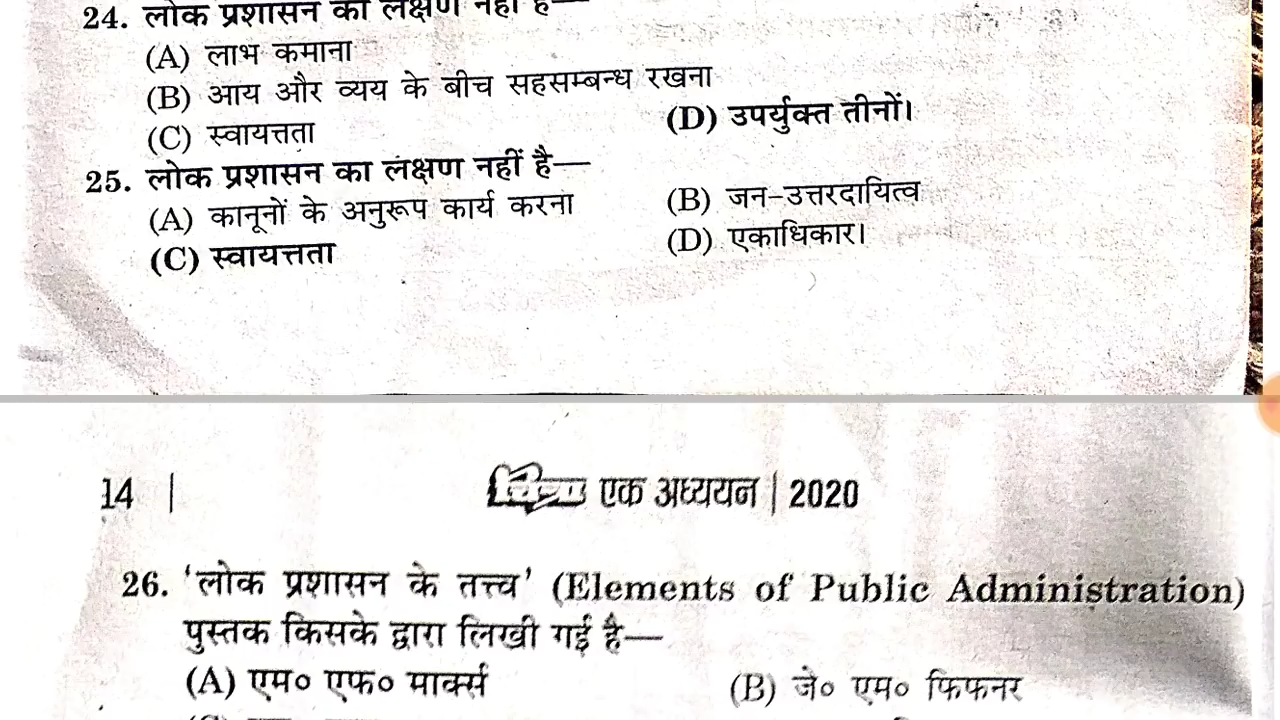 24. लोक प्रशासन का लक्षण नहीं है—
(A) लाभ कमाना
(B) आय और व्यय के बीच सहसम्बन्ध रखना
(C) स्वायत्तता (D) उपर्युक्त तीनों।
25. लोक प्रशासन का लक्षण नहीं है—
(A) कानूनों के अनुरूप कार्य करना (B) जन-उत्तरदायित्व
(C) स्वायत्तता (D) एकाधिकार।
14 | चित्रा एक अध्ययन | 2020
26. 'लोक प्रशासन के तत्त्व' (Elements of Public Administration)
पुस्तक किसके द्वारा लिखी गई है—
(A) एम० एफ० मार्क्स (B) जे० एम० फिफनर